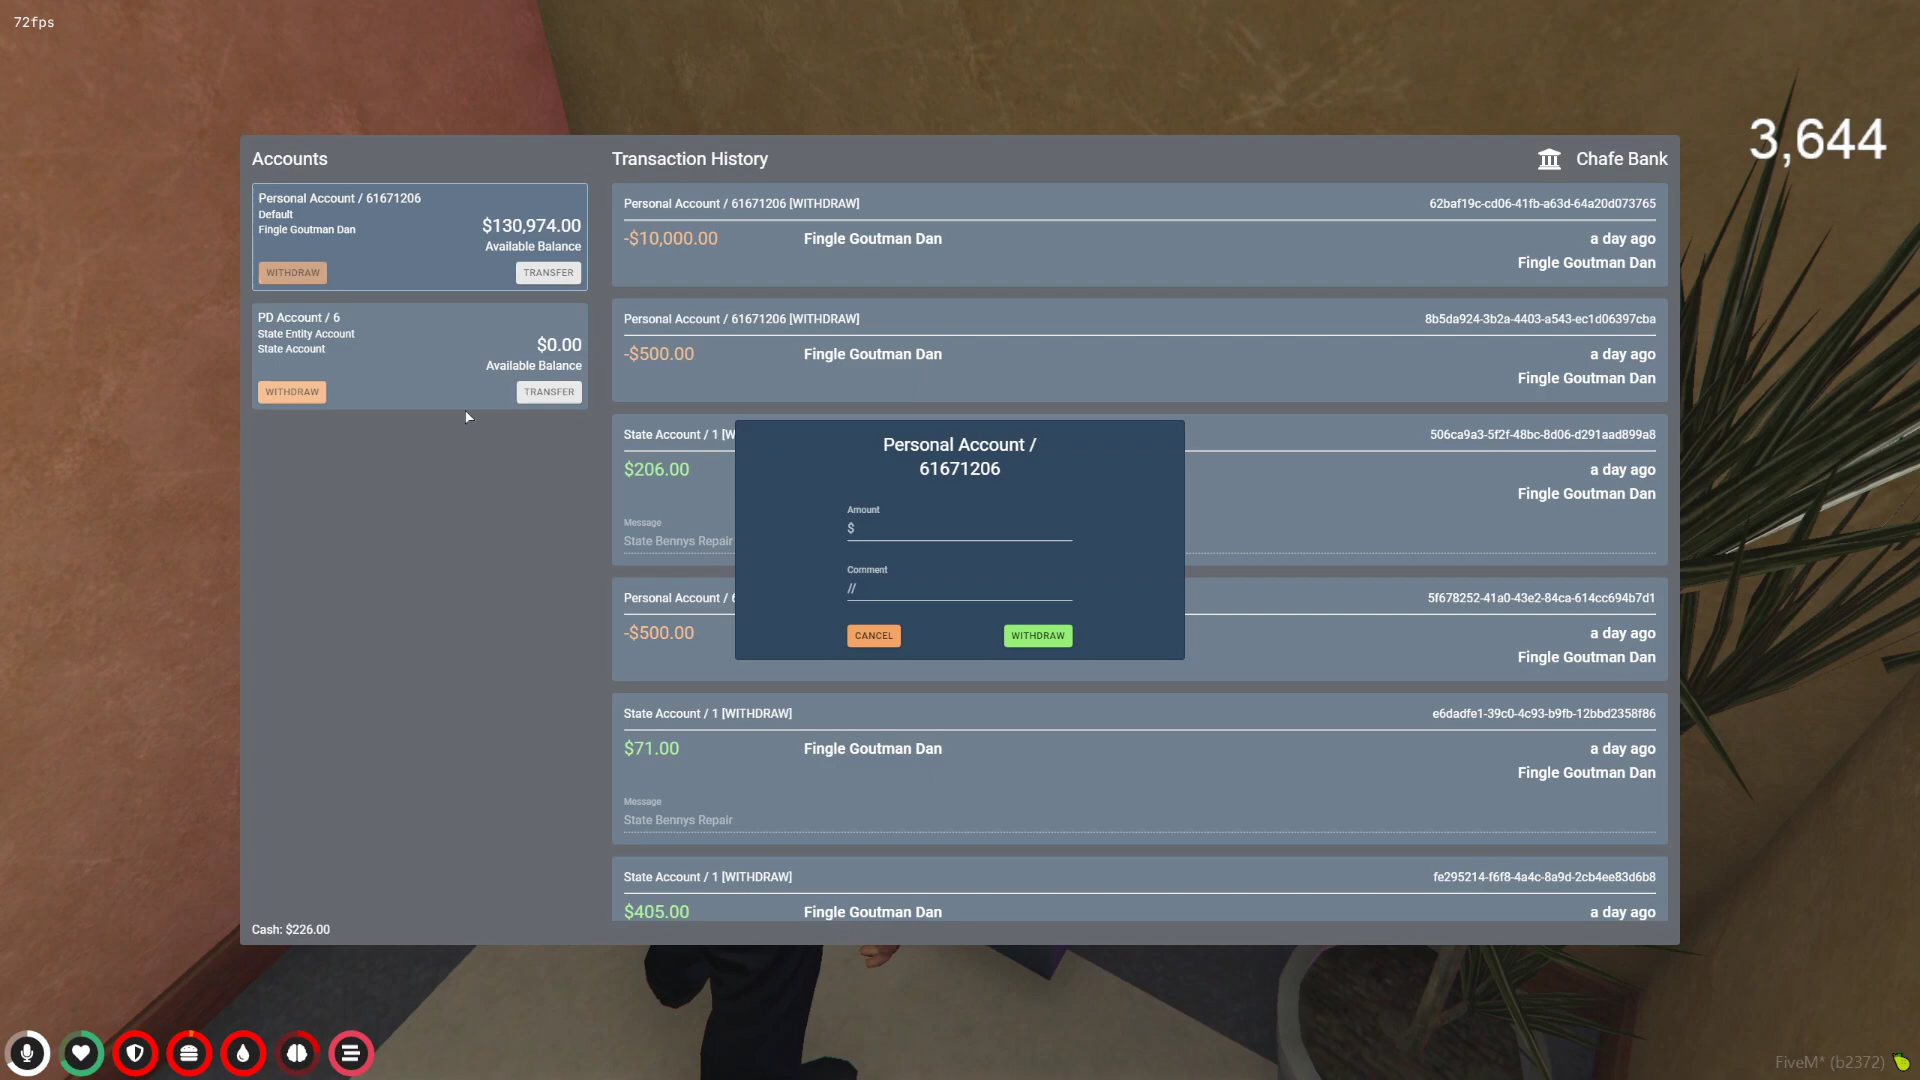 72fps
3,644
Accounts
Personal Account / 61671206
Default
Fingle Goutman Dan
$130,974.00
Available Balance
WITHDRAW
TRANSFER
PD Account / 6
State Entity Account
State Account
$0.00
Available Balance
WITHDRAW
TRANSFER
Cash: $226.00
Transaction History
Chafe Bank
Personal Account / 61671206 [WITHDRAW]
62baf19c-cd06-41fb-a63d-64a20d073765
-$10,000.00
Fingle Goutman Dan
a day ago
Fingle Goutman Dan
Personal Account / 61671206 [WITHDRAW]
8b5da924-3b2a-4403-a543-ec1d06397cba
-$500.00
Fingle Goutman Dan
a day ago
Fingle Goutman Dan
State Account / 1 [W
506ca9a3-5f2f-48bc-8d06-d291aad899a8
$206.00
a day ago
Fingle Goutman Dan
Message
State Bennys Repair
Personal Account / 6
5f678252-41a0-43e2-84ca-614cc694b7d1
-$500.00
a day ago
Fingle Goutman Dan
State Account / 1 [WITHDRAW]
e6dadfe1-39c0-4c93-b9fb-12bbd2358f86
$71.00
Fingle Goutman Dan
a day ago
Fingle Goutman Dan
Message
State Bennys Repair
State Account / 1 [WITHDRAW]
fe295214-f6f8-4a4c-8a9d-2cb4ee83d6b8
$405.00
Fingle Goutman Dan
a day ago
Personal Account /
61671206
Amount
$
Comment
//
CANCEL
WITHDRAW
FiveM* (b2372)